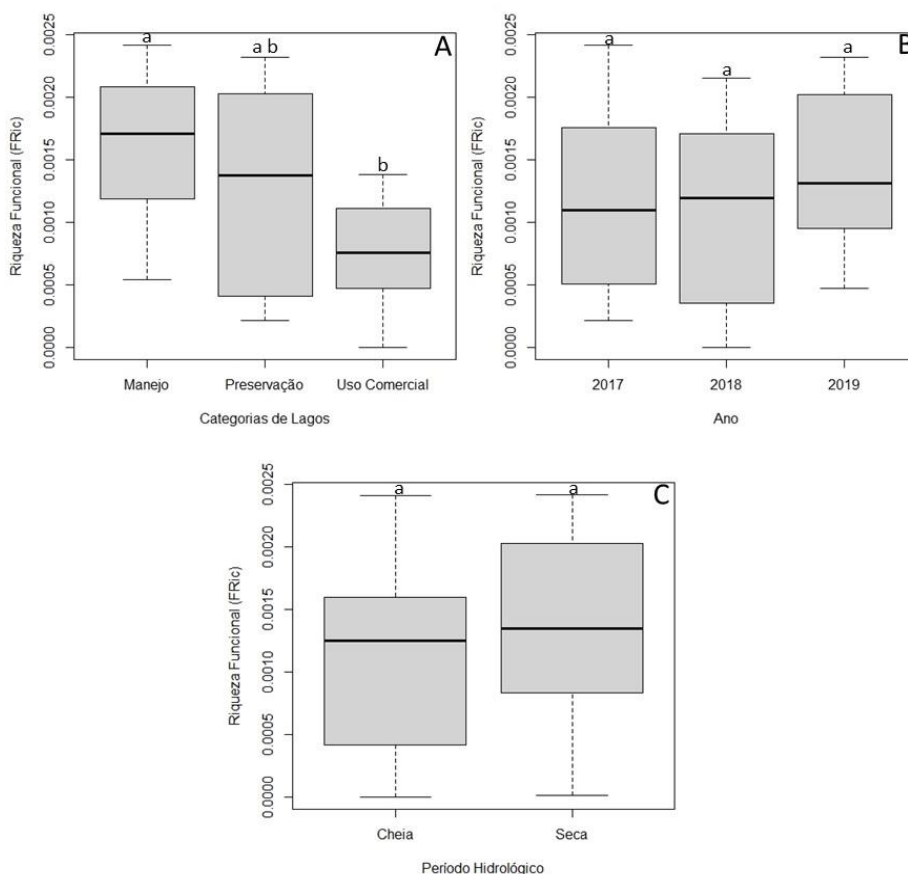 A
a
a b
b
Riqueza Funcional (FRic)
0.0025
0.0020
0.0015
0.0010
0.0005
0.0000
Manejo
Preservação
Uso Comercial
Categorias de Lagos
B
a
a
a
Riqueza Funcional (FRic)
0.0025
0.0020
0.0015
0.0010
0.0005
0.0000
2017
2018
2019
Ano
C
a
a
Riqueza Funcional (FRic)
0.0025
0.0020
0.0015
0.0010
0.0005
0.0000
Cheia
Seca
Período Hidrológico